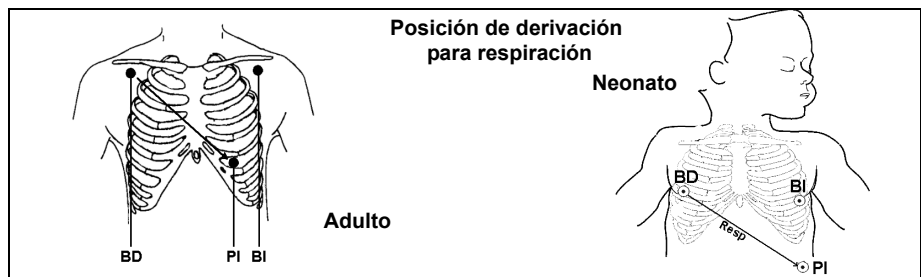 Posición de derivación
para respiración
Neonato
BD
BI
Resp
PI
Adulto
BD
PI
BI